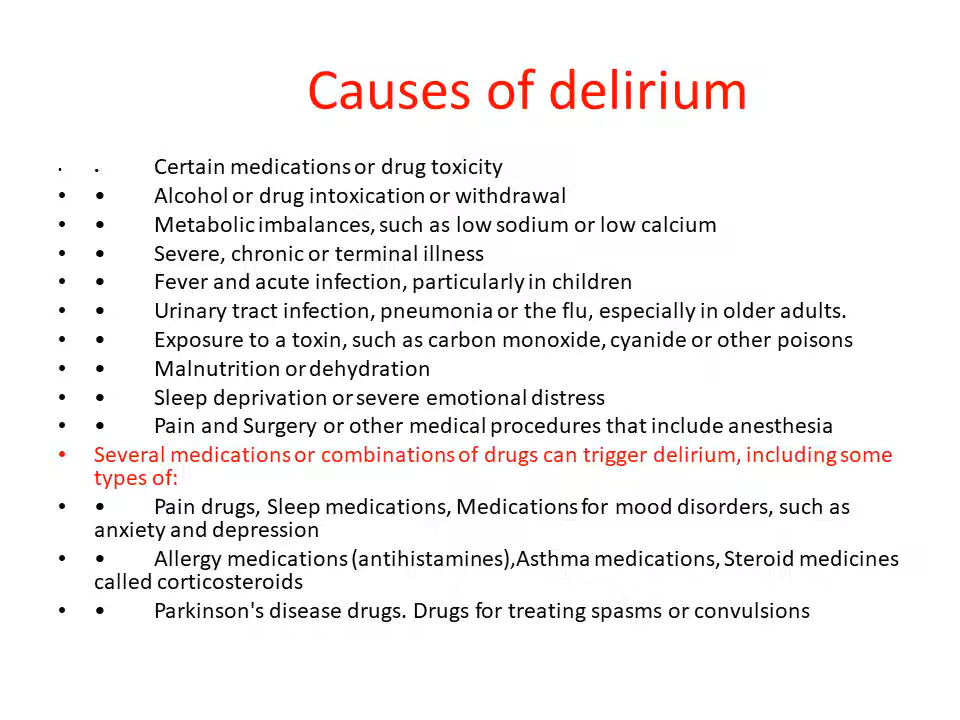 Causes of delirium
• • Certain medications or drug toxicity
• • Alcohol or drug intoxication or withdrawal
• • Metabolic imbalances, such as low sodium or low calcium
• • Severe, chronic or terminal illness
• • Fever and acute infection, particularly in children
• • Urinary tract infection, pneumonia or the flu, especially in older adults.
• • Exposure to a toxin, such as carbon monoxide, cyanide or other poisons
• • Malnutrition or dehydration
• • Sleep deprivation or severe emotional distress
• • Pain and Surgery or other medical procedures that include anesthesia
• Several medications or combinations of drugs can trigger delirium, including some
types of:
• • Pain drugs, Sleep medications, Medications for mood disorders, such as
anxiety and depression
• • Allergy medications (antihistamines),Asthma medications, Steroid medicines
called corticosteroids
• • Parkinson's disease drugs. Drugs for treating spasms or convulsions